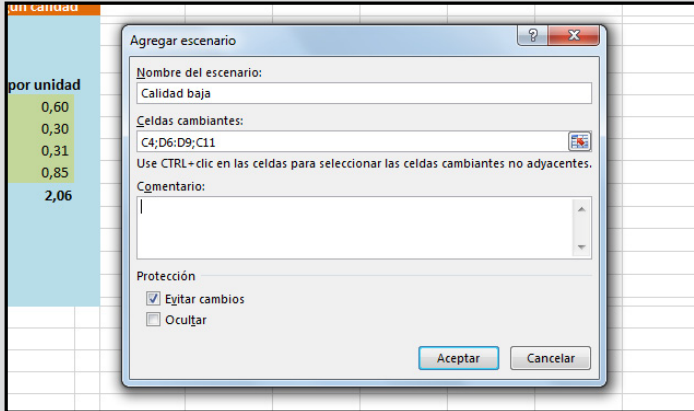 ún calidad
Agregar escenario
Nombre del escenario:
por unidad
Calidad baja
0,60
Celdas cambiantes:
0,30
C4;D6:D9;C11
0,31
Use CTRL+clic en las celdas para seleccionar las celdas cambiantes no adyacentes.
0,85
Comentario:
2,06
Protección
Evitar cambios
Ocultar
Aceptar
Cancelar